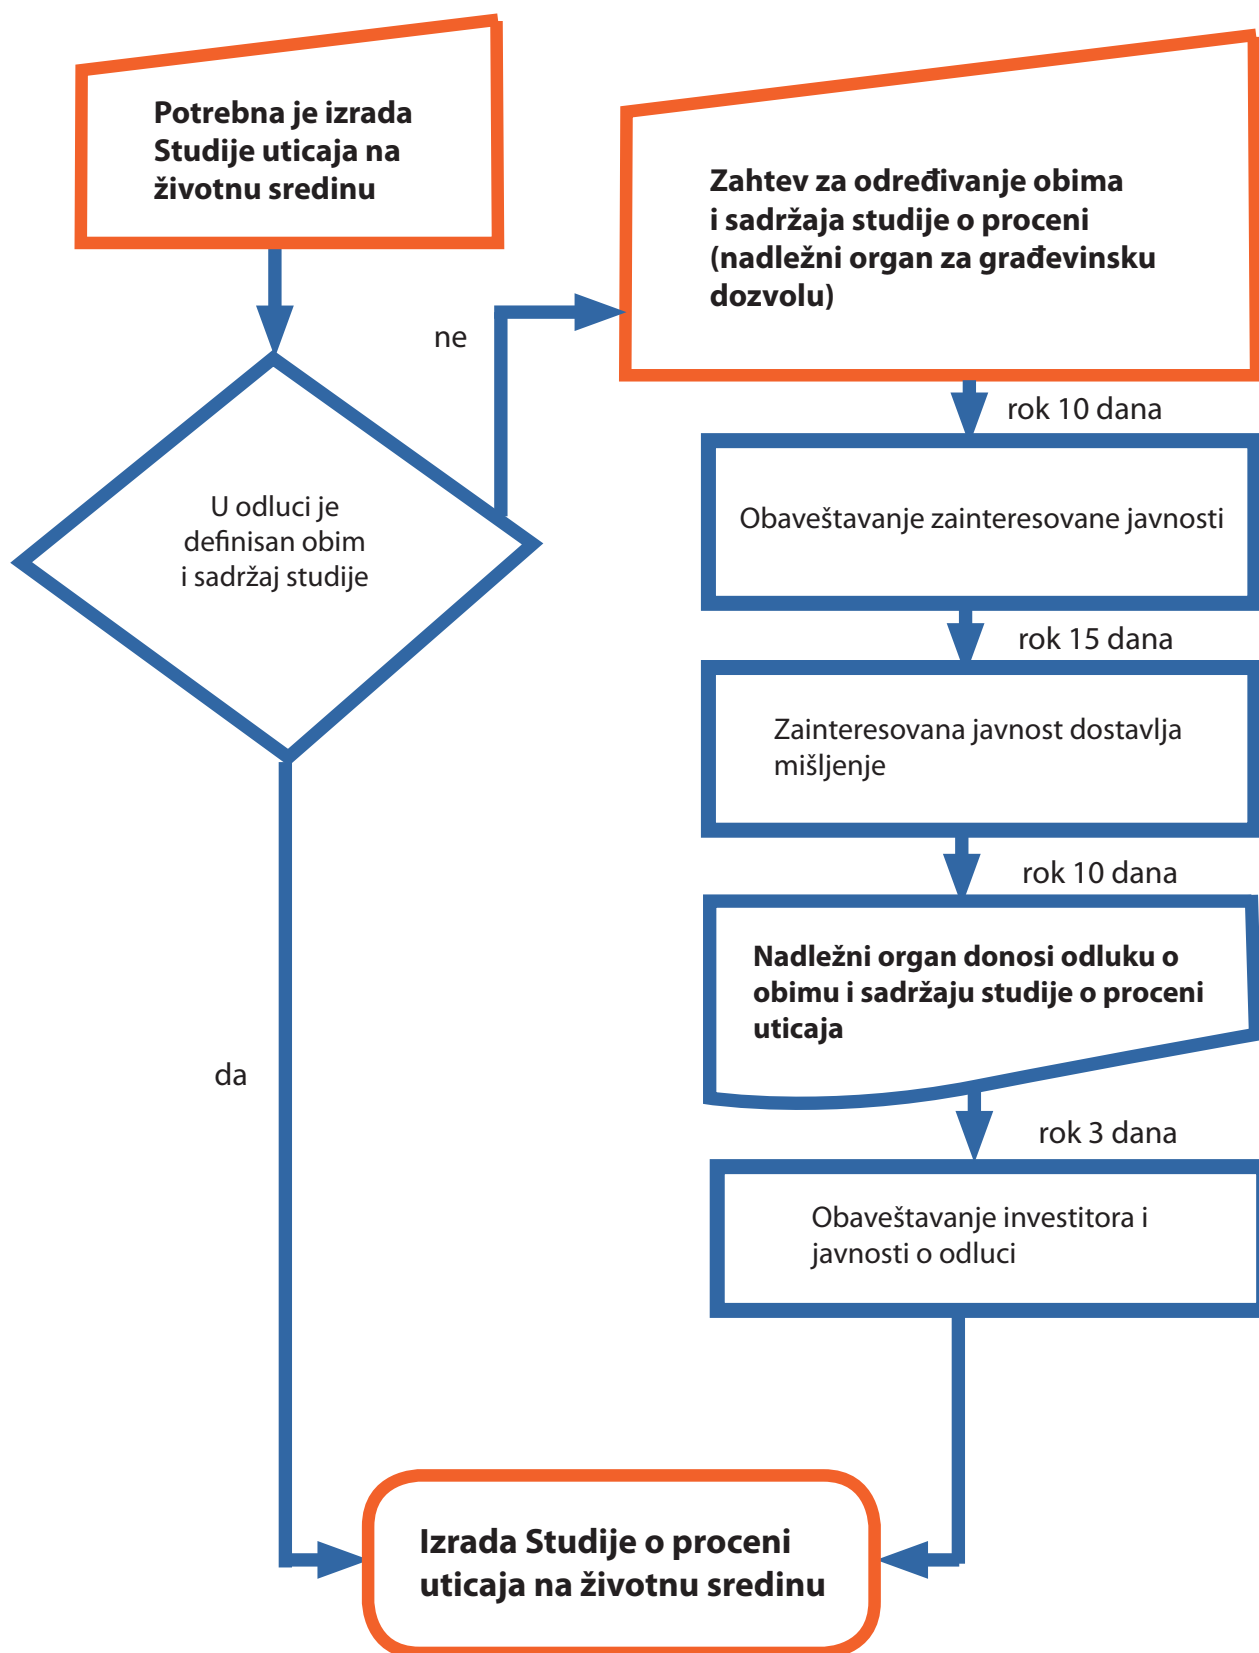 Potrebna je izrada
Studije uticaja na
životnu sredinu
ne
U odluci je
definisan obim
i sadržaj studije
da
Zahtev za određivanje obima
i sadržaja studije o proceni
(nadležni organ za građevinsku
dozvolu)
rok 10 dana
Obaveštavanje zainteresovane javnosti
rok 15 dana
Zainteresovana javnost dostavlja
mišljenje
rok 10 dana
Nadležni organ donosi odluku o
obimu i sadržaju studije o proceni
uticaja
rok 3 dana
Obaveštavanje investitora i
javnosti o odluci
Izrada Studije o proceni
uticaja na životnu sredinu